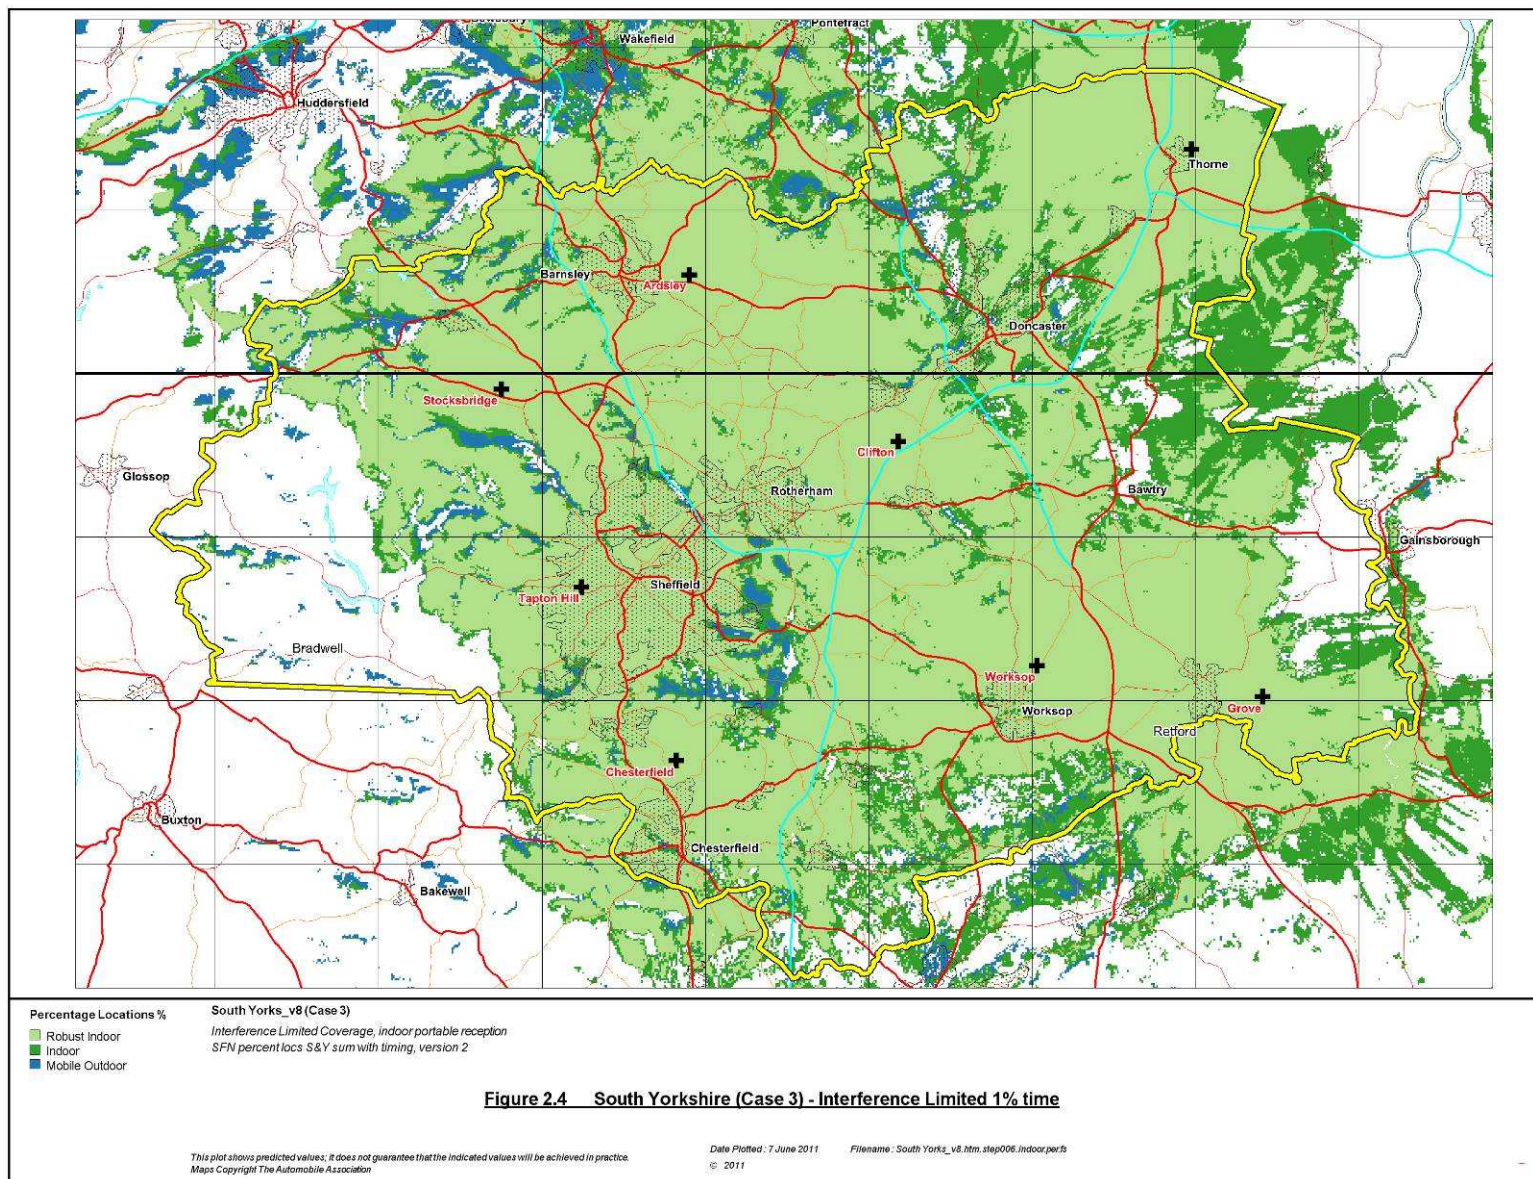 Dewsbury
Pontefract
Wakefield
Huddersfield
Thorne
Barnsley
Ardsley
Doncaster
Stocksbridge
Clifton
Glossop
Rotherham
Bawtry
Gainsborough
Sheffield
Tapton Hill
Bradwell
Worksop
Worksop
Grove
Retford
Chesterfield
Buxton
Chesterfield
Bakewell
Percentage Locations %
Robust Indoor
Indoor
Mobile Outdoor
South Yorks_v8 (Case 3)
Interference Limited Coverage, indoor portable reception
SFN percent locs S&Y sum with timing, version 2
Figure 2.4 South Yorkshire (Case 3) - Interference Limited 1% time
This plot shows predicted values; it does not guarantee that the indicated values will be achieved in practice.
Maps Copyright The Automobile Association
Date Plotted : 7 June 2011 Filename : South Yorks_v8.htm.step006.indoor.per.fs
© 2011